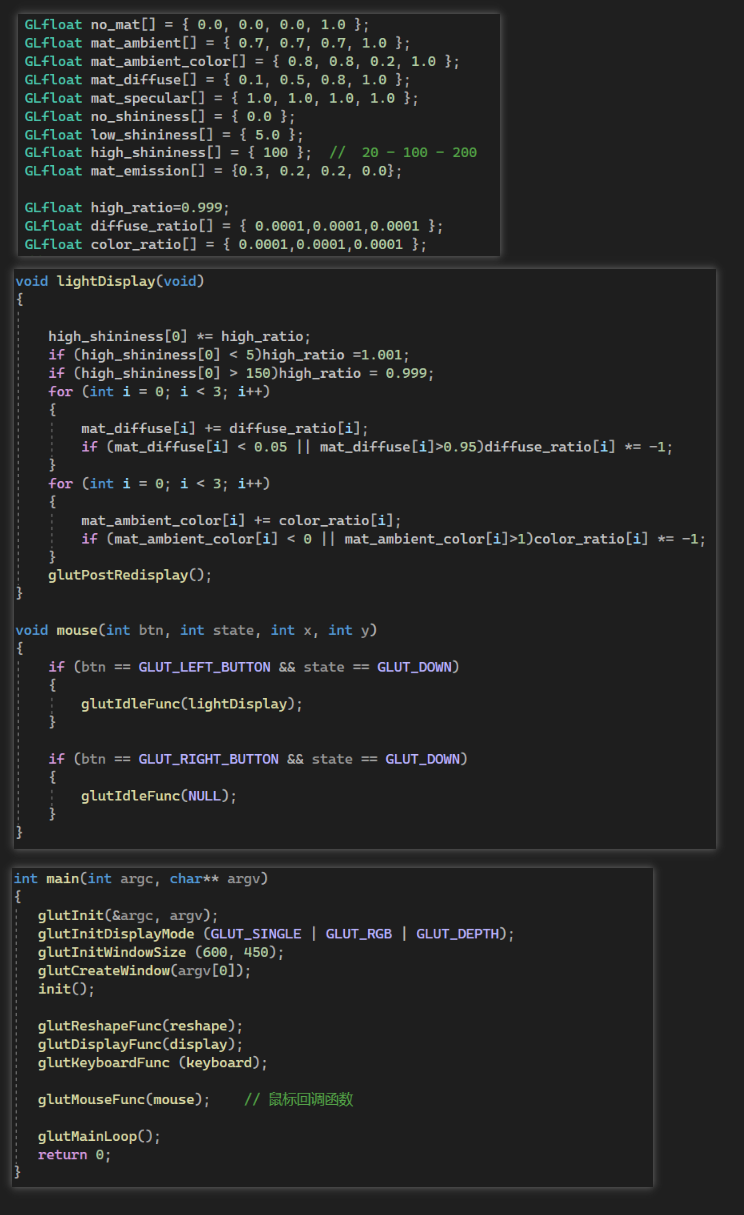 GLfloat no_mat[] = { 0.0, 0.0, 0.0, 1.0 };
GLfloat mat_ambient[] = { 0.7, 0.7, 0.7, 1.0 };
GLfloat mat_ambient_color[] = { 0.8, 0.8, 0.2, 1.0 };
GLfloat mat_diffuse[] = { 0.1, 0.5, 0.8, 1.0 };
GLfloat mat_specular[] = { 1.0, 1.0, 1.0, 1.0 };
GLfloat no_shininess[] = { 0.0 };
GLfloat low_shininess[] = { 5.0 };
GLfloat high_shininess[] = { 100 };  //  20 - 100 - 200
GLfloat mat_emission[] = {0.3, 0.2, 0.2, 0.0};
GLfloat high_ratio=0.999;
GLfloat diffuse_ratio[] = { 0.0001,0.0001,0.0001 };
GLfloat color_ratio[] = { 0.0001,0.0001,0.0001 };
void lightDisplay(void)
{
    high_shininess[0] *= high_ratio;
    if (high_shininess[0] < 5)high_ratio =1.001;
    if (high_shininess[0] > 150)high_ratio = 0.999;
    for (int i = 0; i < 3; i++)
    {
        mat_diffuse[i] += diffuse_ratio[i];
        if (mat_diffuse[i] < 0.05 || mat_diffuse[i]>0.95)diffuse_ratio[i] *= -1;
    }
    for (int i = 0; i < 3; i++)
    {
        mat_ambient_color[i] += color_ratio[i];
        if (mat_ambient_color[i] < 0 || mat_ambient_color[i]>1)color_ratio[i] *= -1;
    }
    glutPostRedisplay();
}
void mouse(int btn, int state, int x, int y)
{
    if (btn == GLUT_LEFT_BUTTON && state == GLUT_DOWN)
    {
        glutIdleFunc(lightDisplay);
    }
    if (btn == GLUT_RIGHT_BUTTON && state == GLUT_DOWN)
    {
        glutIdleFunc(NULL);
    }
}
int main(int argc, char** argv)
{
   glutInit(&argc, argv);
   glutInitDisplayMode (GLUT_SINGLE | GLUT_RGB | GLUT_DEPTH);
   glutInitWindowSize (600, 450);
   glutCreateWindow(argv[0]);
   init();
   glutReshapeFunc(reshape);
   glutDisplayFunc(display);
   glutKeyboardFunc (keyboard);
   glutMouseFunc(mouse);    // 鼠标回调函数
   glutMainLoop();
   return 0;
}